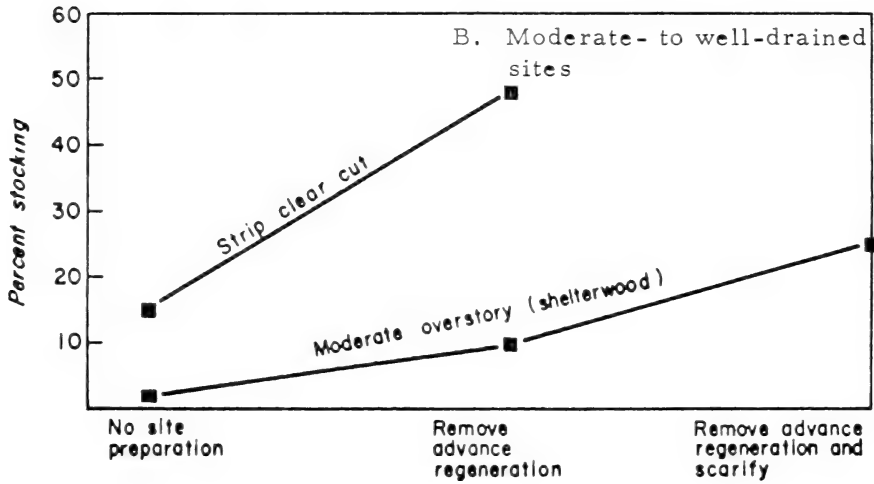 60
B. Moderate- to well-drained
sites
50
40
30
20
10
Percent stocking
Strip clear cut
Moderate overstory (shelterwood)
No site
preparation
Remove
advance
regeneration
Remove advance
regeneration and
scarify